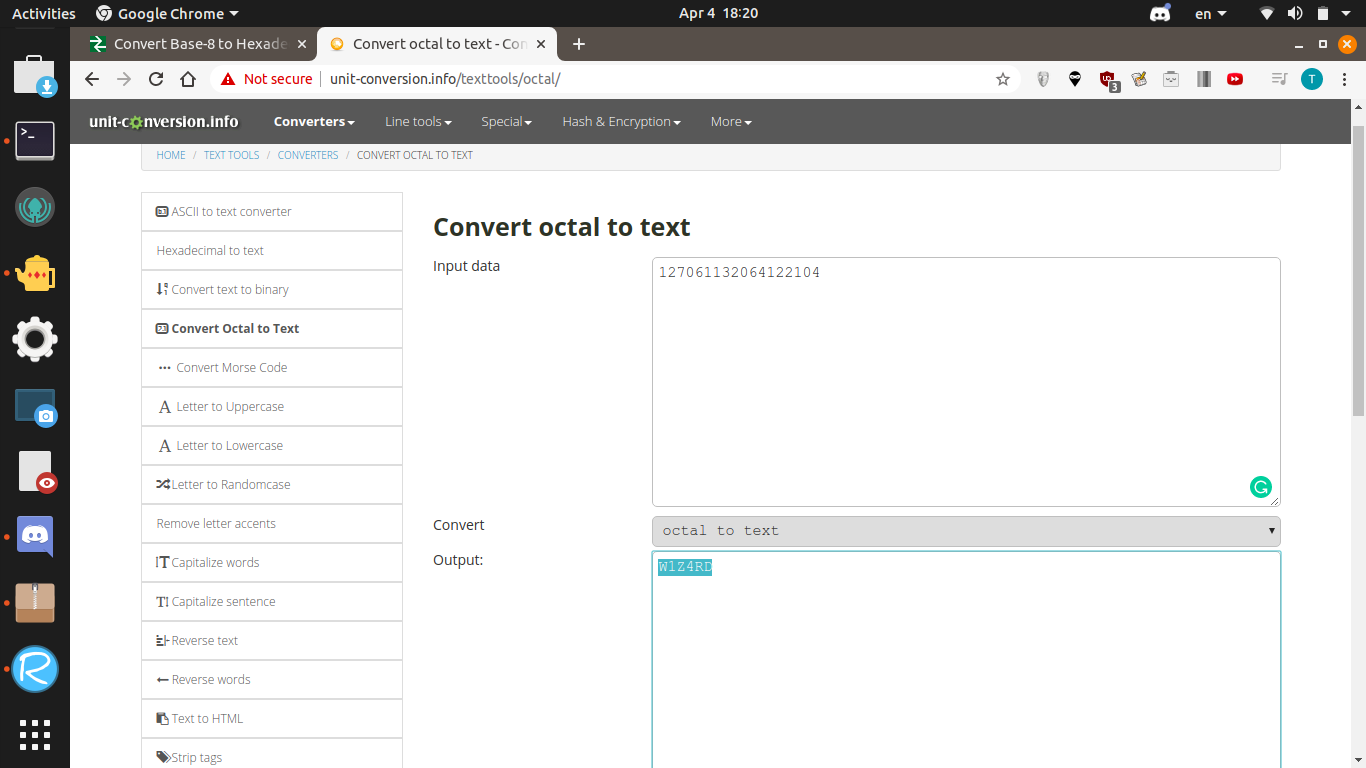 Activities Google Chrome Apr 4 18:20 en
Convert Base-8 to Hexade Convert octal to text - Con
Not secure unit-conversion.info/texttools/octal/ 3 T
unit-conversion.info Converters Line tools Special Hash & Encryption More
HOME / TEXT TOOLS / CONVERTERS / CONVERT OCTAL TO TEXT
ASCII to text converter
Hexadecimal to text
Convert text to binary
Convert Octal to Text
Convert Morse Code
Letter to Uppercase
Letter to Lowercase
Letter to Randomcase
Remove letter accents
Capitalize words
Capitalize sentence
Reverse text
Reverse words
Text to HTML
Strip tags
Convert octal to text
Input data
127061132064122104
Convert
octal to text
Output:
W1Z4RD